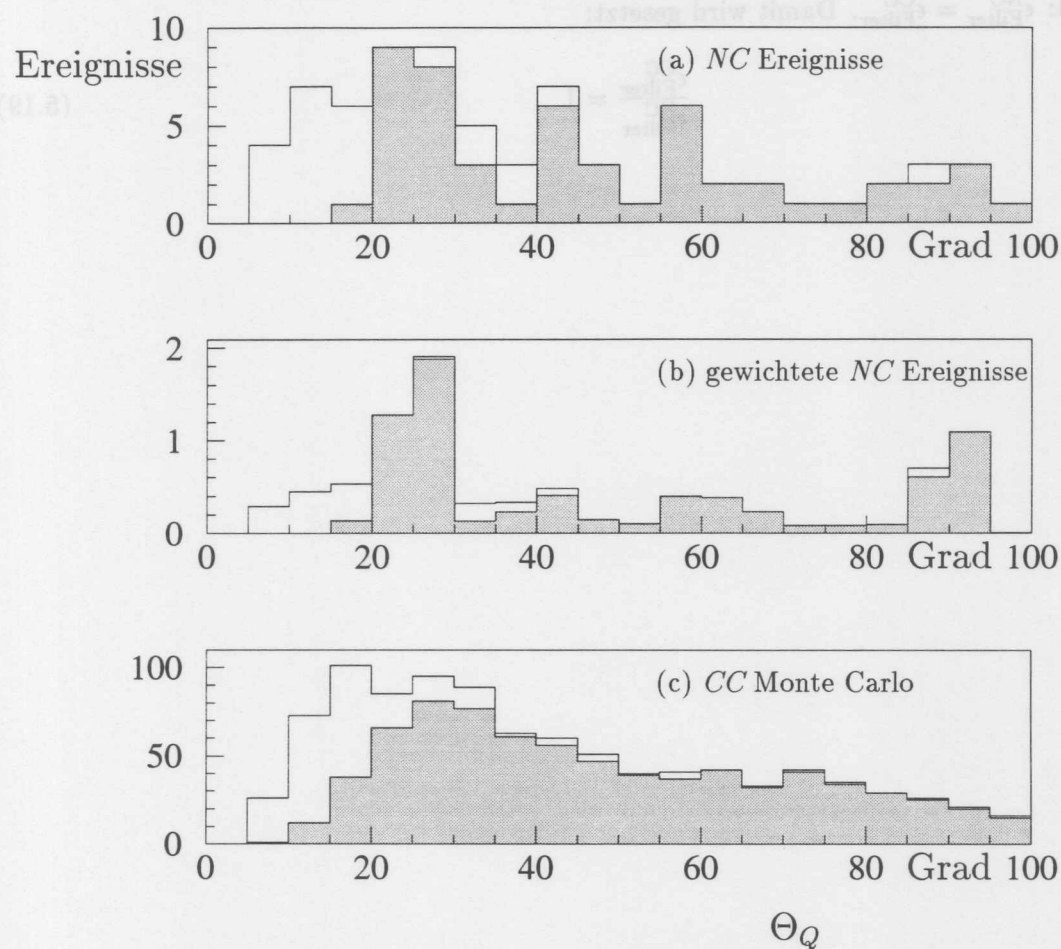 Ereignisse
10
5
0
(a) NC Ereignisse
0 20 40 60 80 Grad 100
2
1
0
(b) gewichtete NC Ereignisse
0 20 40 60 80 Grad 100
100
50
0
(c) CC Monte Carlo
0 20 40 60 80 Grad 100
Θ_Q